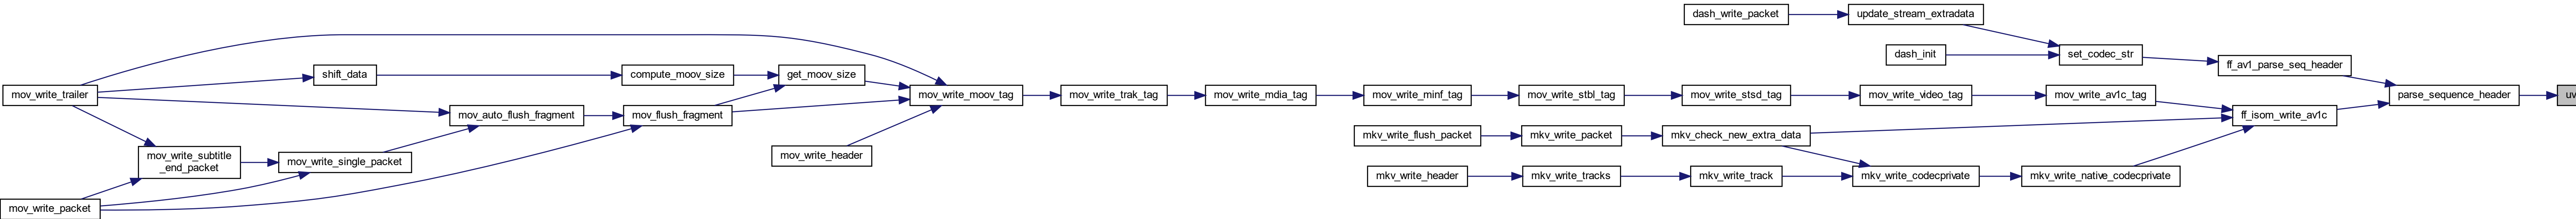 dash_write_packet
update_stream_extradata
dash_init
set_codec_str
ff_av1_parse_seq_header
shift_data
compute_moov_size
get_moov_size
mov_write_trailer
mov_write_moov_tag
mov_write_trak_tag
mov_write_mdia_tag
mov_write_minf_tag
mov_write_stbl_tag
mov_write_stsd_tag
mov_write_video_tag
mov_write_av1c_tag
parse_sequence_header
uv
mov_auto_flush_fragment
mov_flush_fragment
ff_isom_write_av1c
mkv_write_flush_packet
mkv_write_packet
mkv_check_new_extra_data
mov_write_subtitle
_end_packet
mov_write_single_packet
mov_write_header
mkv_write_header
mkv_write_tracks
mkv_write_track
mkv_write_codecprivate
mkv_write_native_codecprivate
mov_write_packet